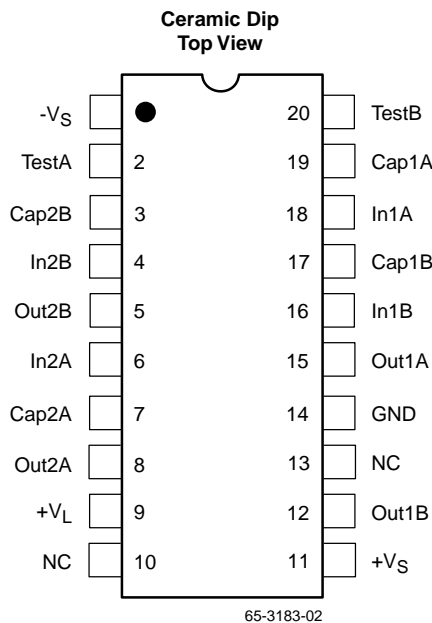 Ceramic Dip
Top View
-VS 20 TestB
TestA 2 19 Cap1A
Cap2B 3 18 In1A
In2B 4 17 Cap1B
Out2B 5 16 In1B
In2A 6 15 Out1A
Cap2A 7 14 GND
Out2A 8 13 NC
+VL 9 12 Out1B
NC 10 11 +VS
65-3183-02